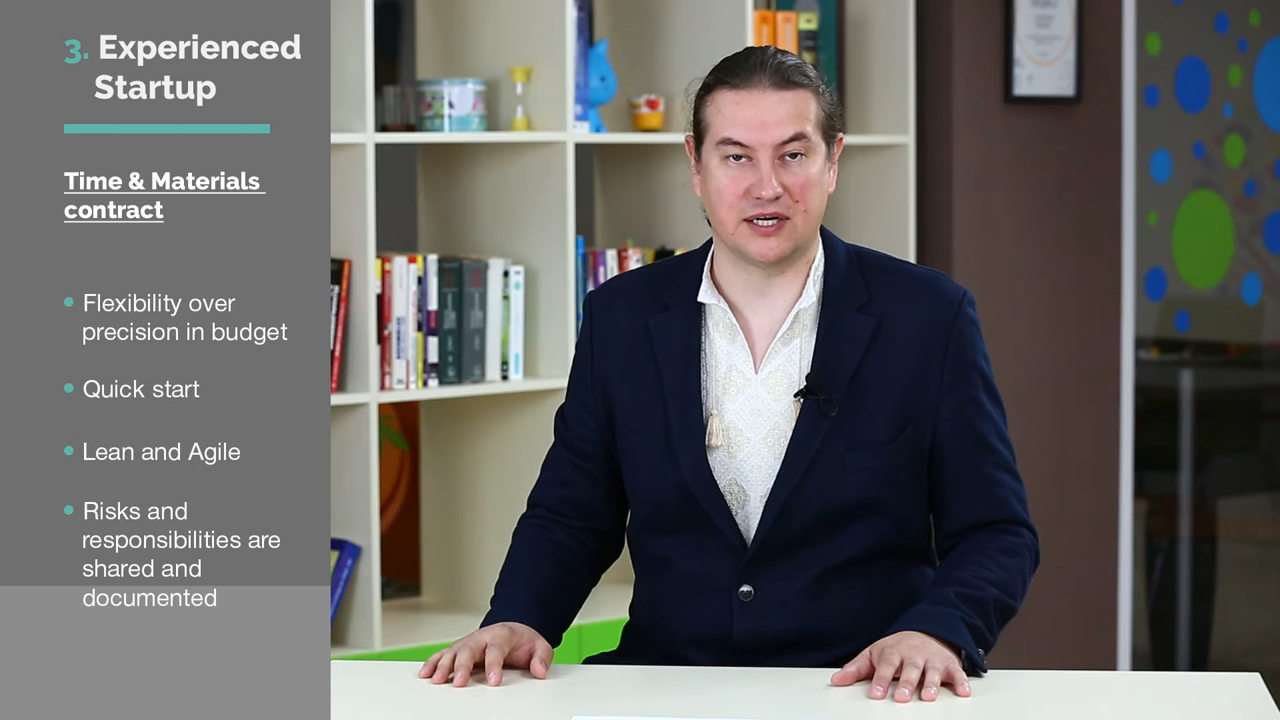 3. Experienced
Startup
Time & Materials
contract
• Flexibility over
precision in budget
• Quick start
• Lean and Agile
• Risks and
responsibilities are
shared and
documented